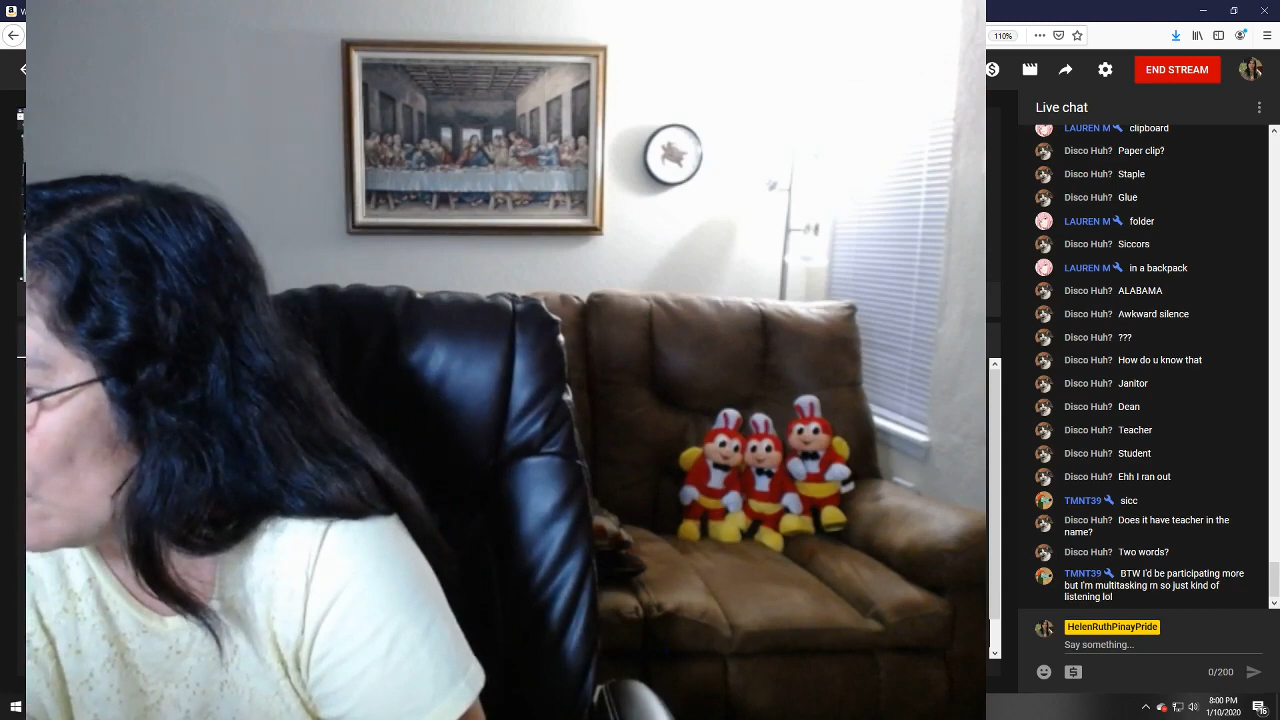 110%
END STREAM
Live chat
LAUREN M clipboard
Disco Huh? Paper clip?
Disco Huh? Staple
Disco Huh? Glue
LAUREN M folder
Disco Huh? Siccors
LAUREN M in a backpack
Disco Huh? ALABAMA
Disco Huh? Awkward silence
Disco Huh? ???
Disco Huh? How do u know that
Disco Huh? Janitor
Disco Huh? Dean
Disco Huh? Teacher
Disco Huh? Student
Disco Huh? Ehh I ran out
TMNT39 sicc
Disco Huh? Does it have teacher in the
name?
Disco Huh? Two words?
TMNT39 BTW I'd be participating more
but I'm multitasking rn so just kind of
listening lol
HelenRuthPinayPride
Say something...
0/200
8:00 PM
1/10/2020